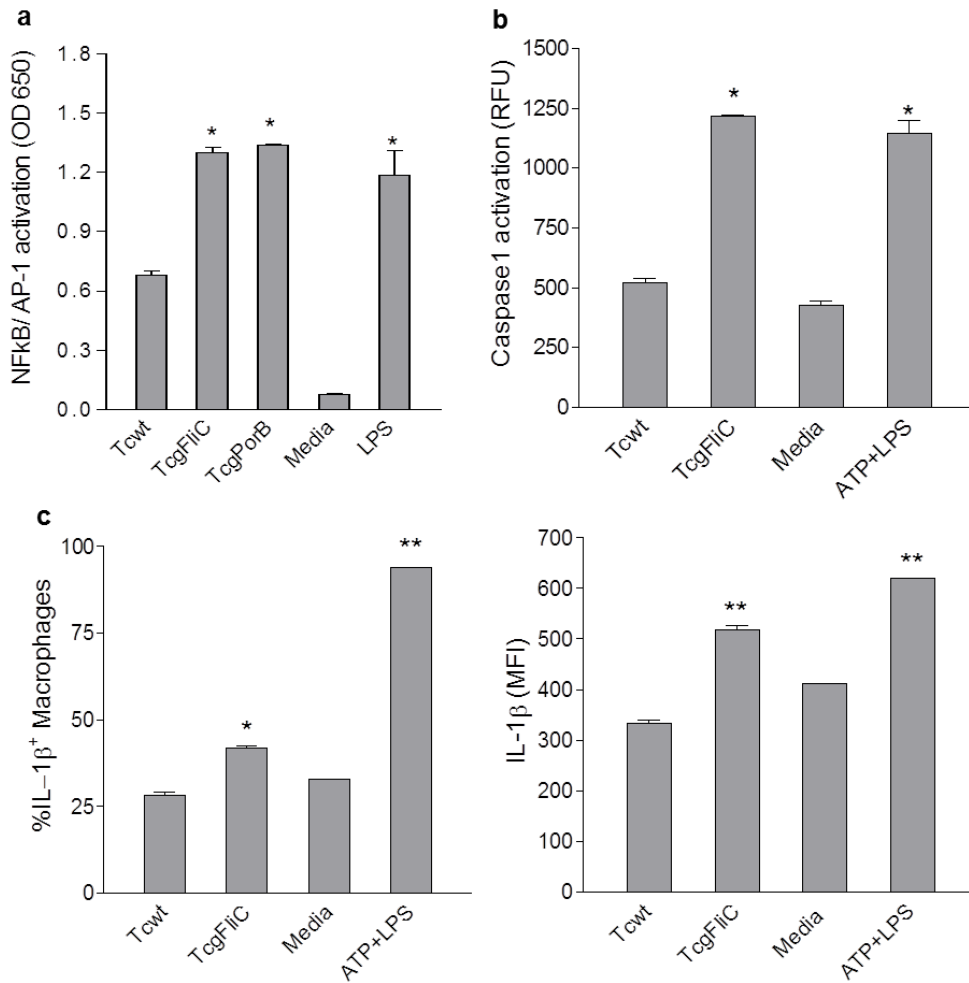 a
NFkB/ AP-1 activation (OD 650)
1.8
1.5
1.2
0.9
0.6
0.3
0.0
*
*
*
Tcwt
TcgFliC
TcgPorB
Media
LPS
b
Caspase1 activation (RFU)
1500
1250
1000
750
500
250
0
*
*
Tcwt
TcgFliC
Media
ATP+LPS
c
%IL–1β+ Macrophages
100
75
50
25
0
*
**
Tcwt
TcgFliC
Media
ATP+LPS
IL-1β (MFI)
700
600
500
400
300
200
100
0
**
**
Tcwt
TcgFliC
Media
ATP+LPS